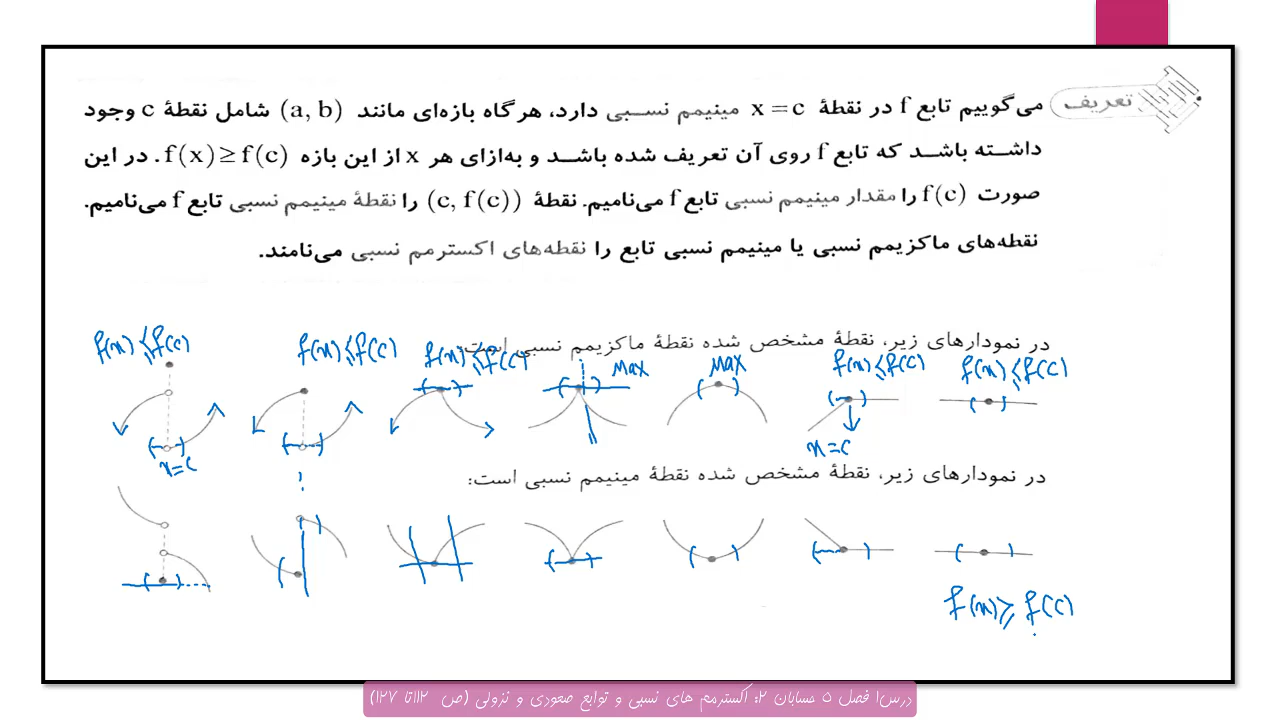 تعریف
می‌گوییم تابع f در نقطهٔ x = c مینیمم نسبی دارد، هرگاه بازه‌ای مانند (a, b) شامل نقطهٔ c وجود
داشته باشد که تابع f روی آن تعریف شده باشد و به‌ازای هر x از این بازه f(x) ≥ f(c). در این
صورت f(c) را مقدار مینیمم نسبی تابع f می‌نامیم. نقطهٔ (c, f(c)) را نقطهٔ مینیمم نسبی تابع f می‌نامیم.
نقطه‌های ماکزیمم نسبی یا مینیمم نسبی تابع را نقطه‌های اکسترمم نسبی می‌نامند.
در نمودارهای زیر، نقطهٔ مشخص شده نقطهٔ ماکزیمم نسبی است:
f(x) ≤ f(c)
f(x) ≤ f(c)
Max
Max
f(x) ≤ f(c)
f(x) ≤ f(c)
f(x) ≤ f(c)
x = c
x = c
در نمودارهای زیر، نقطهٔ مشخص شده نقطهٔ مینیمم نسبی است:
f(x) ≥ f(c)
درس۱ فصل ۵ حسابان ۲: اکسترمم های نسبی و توابع صعودی و نزولی (ص ۱۱۲تا ۱۲۷)